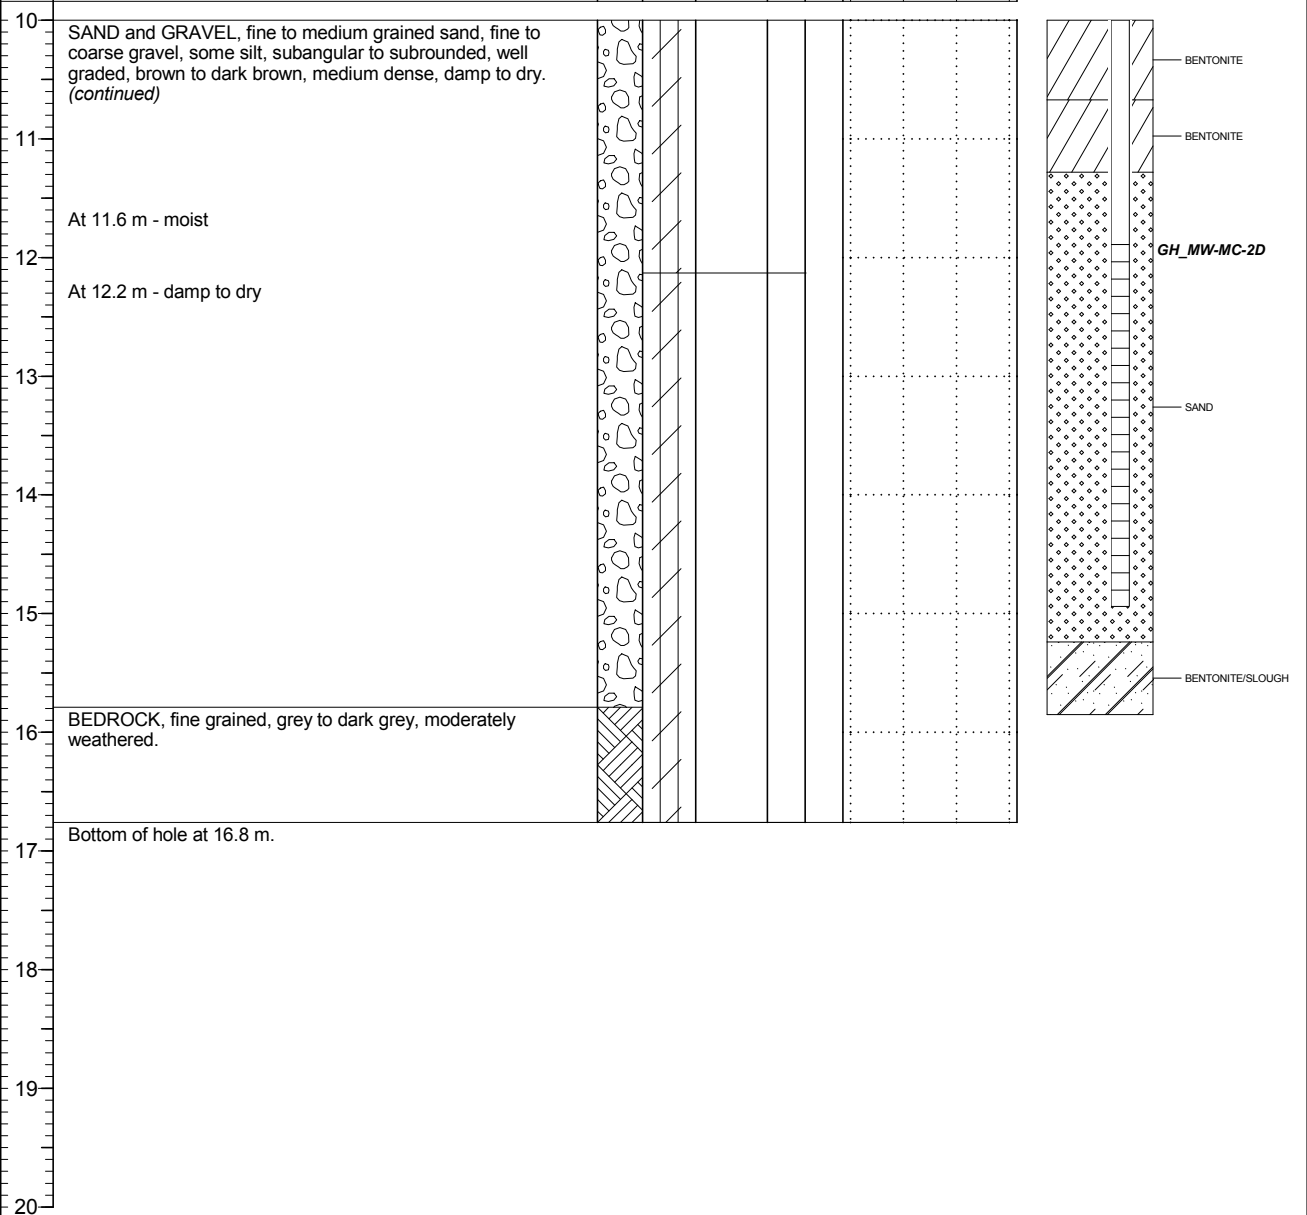 10
SAND and GRAVEL, fine to medium grained sand, fine to
coarse gravel, some silt, subangular to subrounded, well
graded, brown to dark brown, medium dense, damp to dry.
(continued)
BENTONITE
11
BENTONITE
At 11.6 m - moist
12
GH_MW-MC-2D
At 12.2 m - damp to dry
13
SAND
14
15
BENTONITE/SLOUGH
BEDROCK, fine grained, grey to dark grey, moderately
weathered.
16
Bottom of hole at 16.8 m.
17
18
19
20